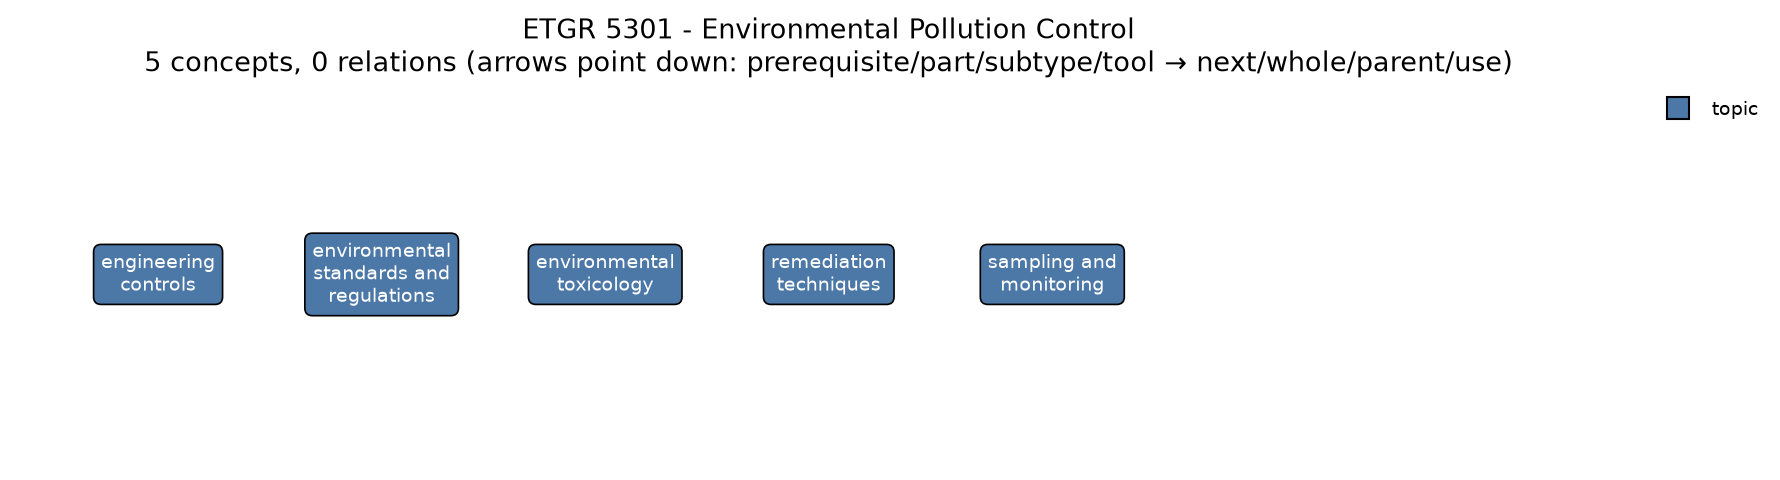 ETGR 5301 - Environmental Pollution Control
5 concepts, 0 relations (arrows point down: prerequisite/part/subtype/tool → next/whole/parent/use)
topic
engineering
controls
environmental
standards and
regulations
environmental
toxicology
remediation
techniques
sampling and
monitoring